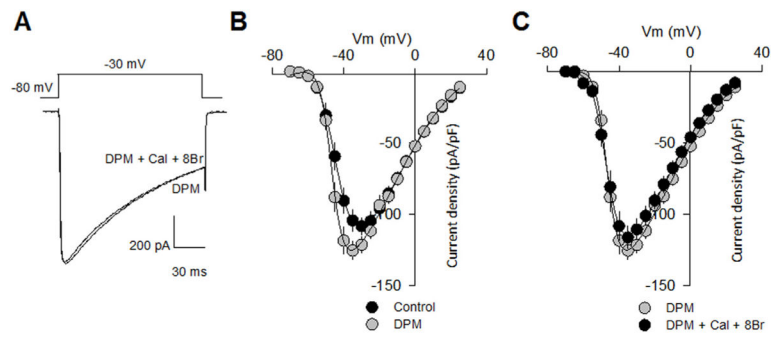 A
-30 mV
-80 mV
DPM + Cal + 8Br
DPM
200 pA
30 ms
B
Vm (mV)
-80 -40 0 40
-50
-100
-150
Current density (pA/pF)
Control
DPM
C
Vm (mV)
-80 -40 0 40
-50
-100
-150
Current density (pA/pF)
DPM
DPM + Cal + 8Br